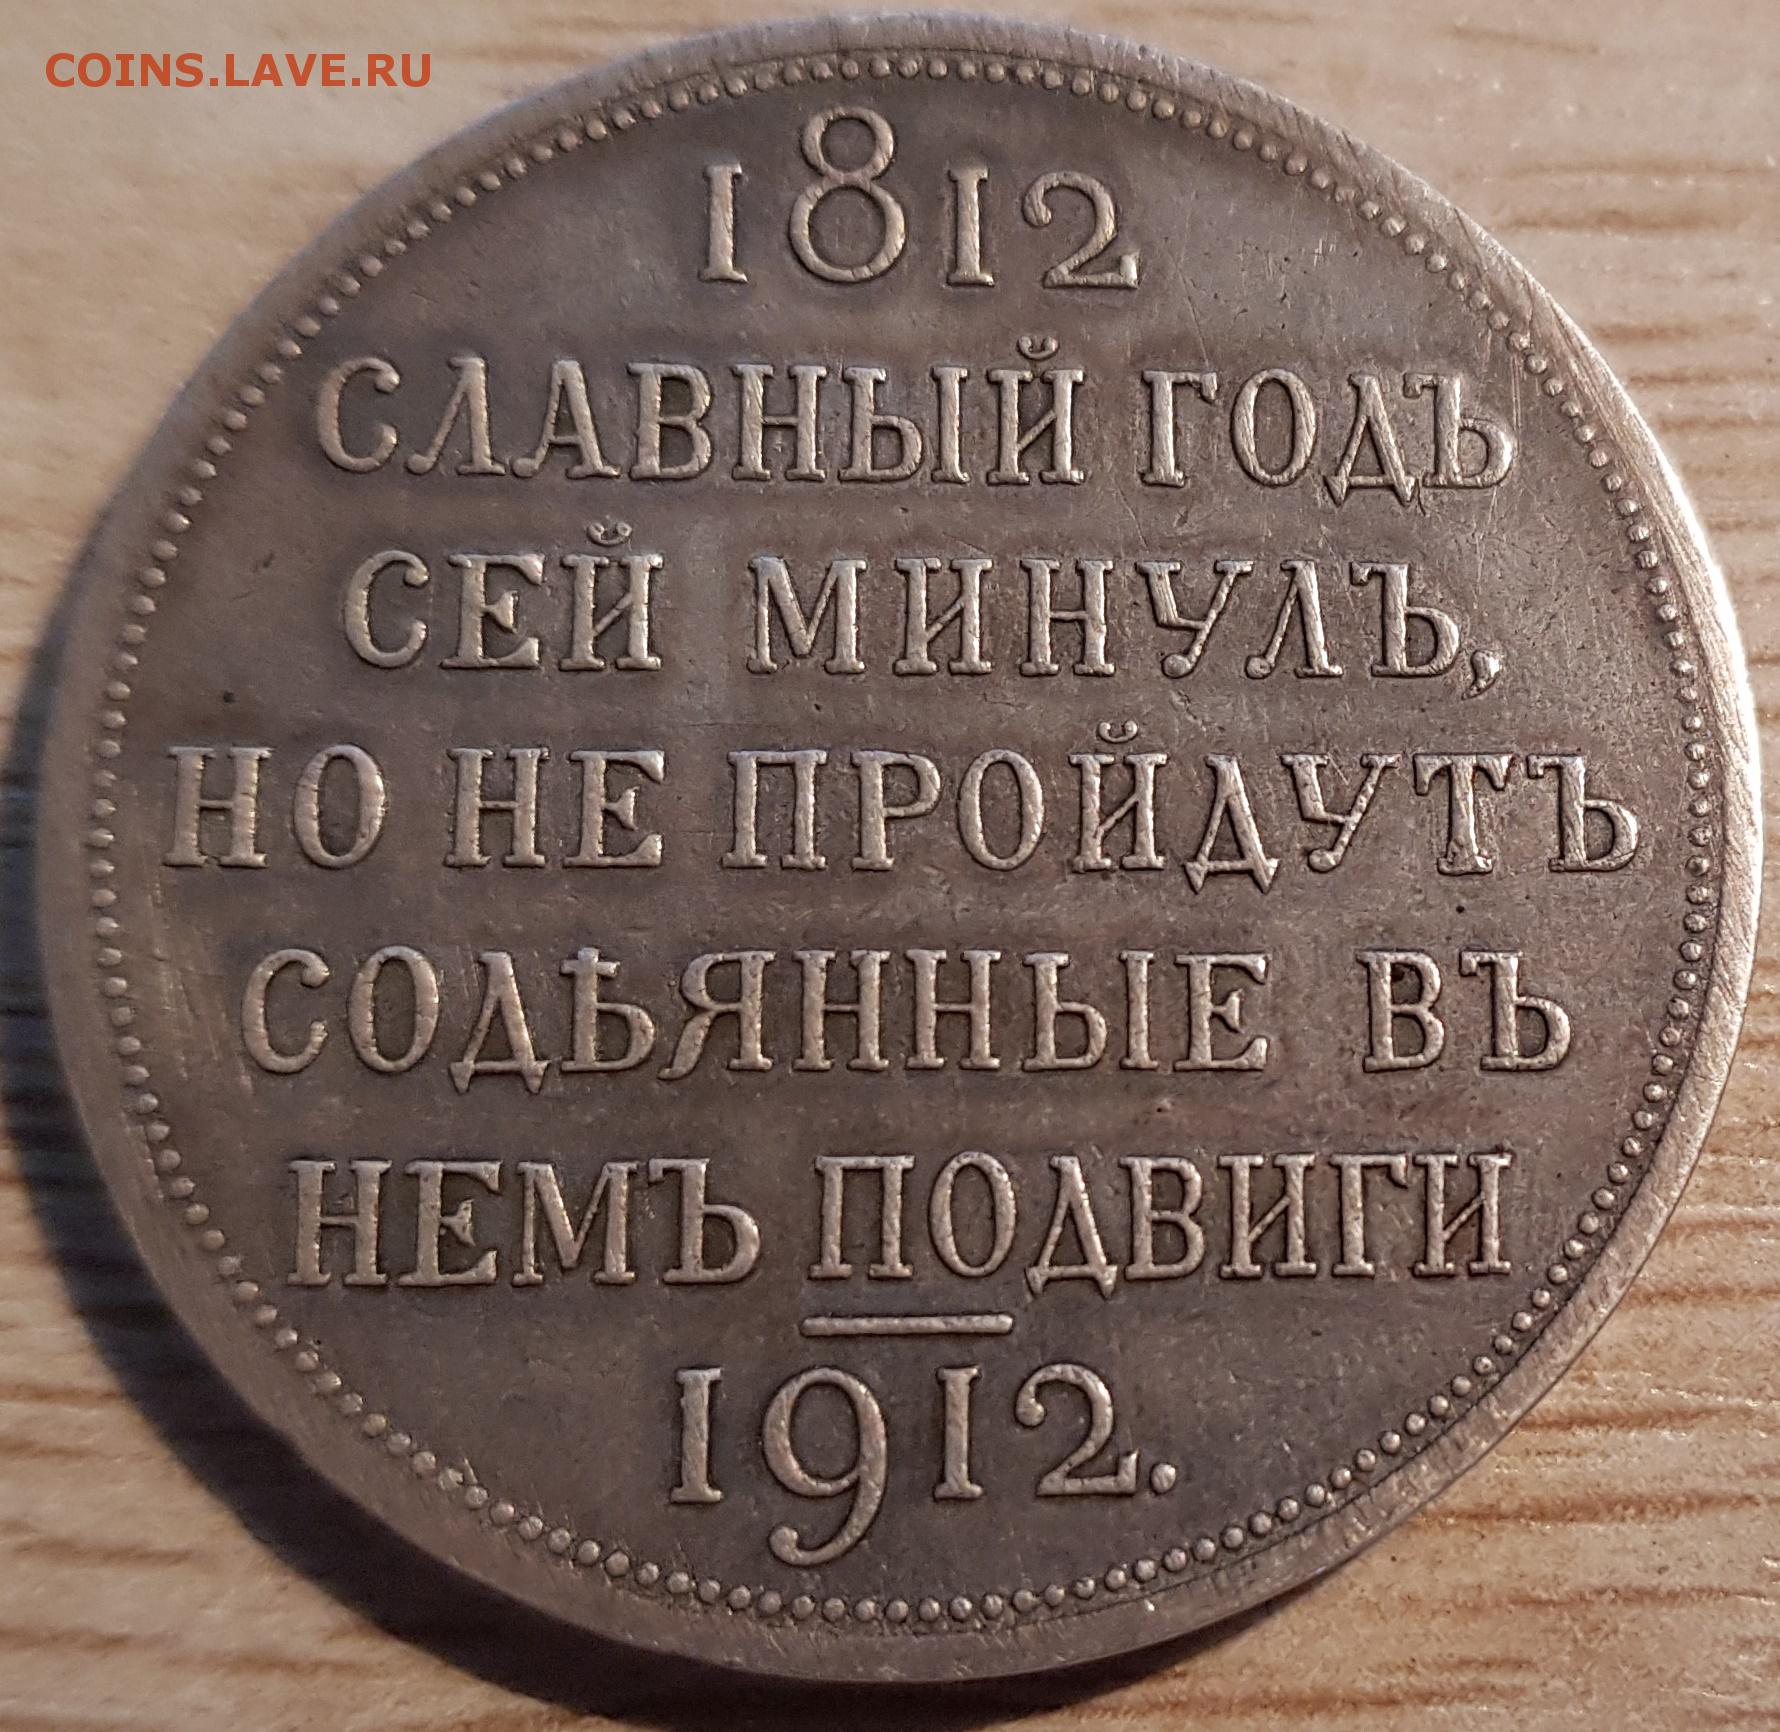 COINS.LAVE.RU
1812
СЛАВНЫЙ ГОДЪ
СЕЙ МИНУЛЪ,
НО НЕ ПРОЙДУТЪ
СОДѢЯННЫЕ ВЪ
НЕМЪ ПОДВИГИ
1912.